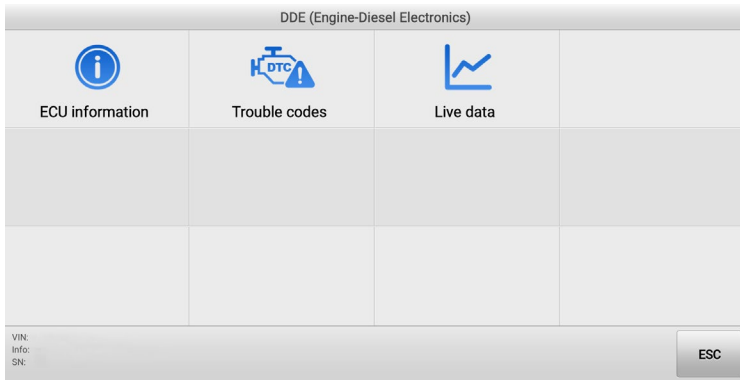 DDE (Engine-Diesel Electronics)
DTC
ECU information
Trouble codes
Live data
VIN:
Info:
SN:
ESC